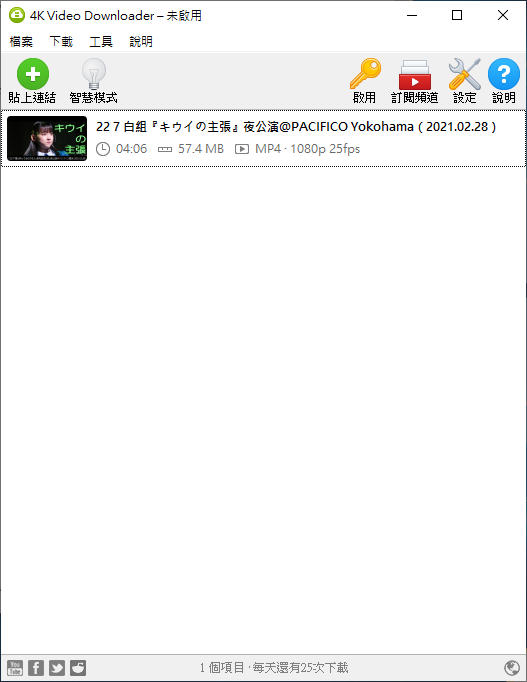 4K Video Downloader – 未啟用
檔案 下載 工具 說明
貼上連結 智慧模式 啟用 訂閱頻道 設定 說明
キウイ
の
主張
22 7 白組『キウイの主張』夜公演@PACIFICO Yokohama ( 2021.02.28 )
04:06 57.4 MB MP4 · 1080p 25fps
You
Tube
1 個項目 · 每天還有25次下載